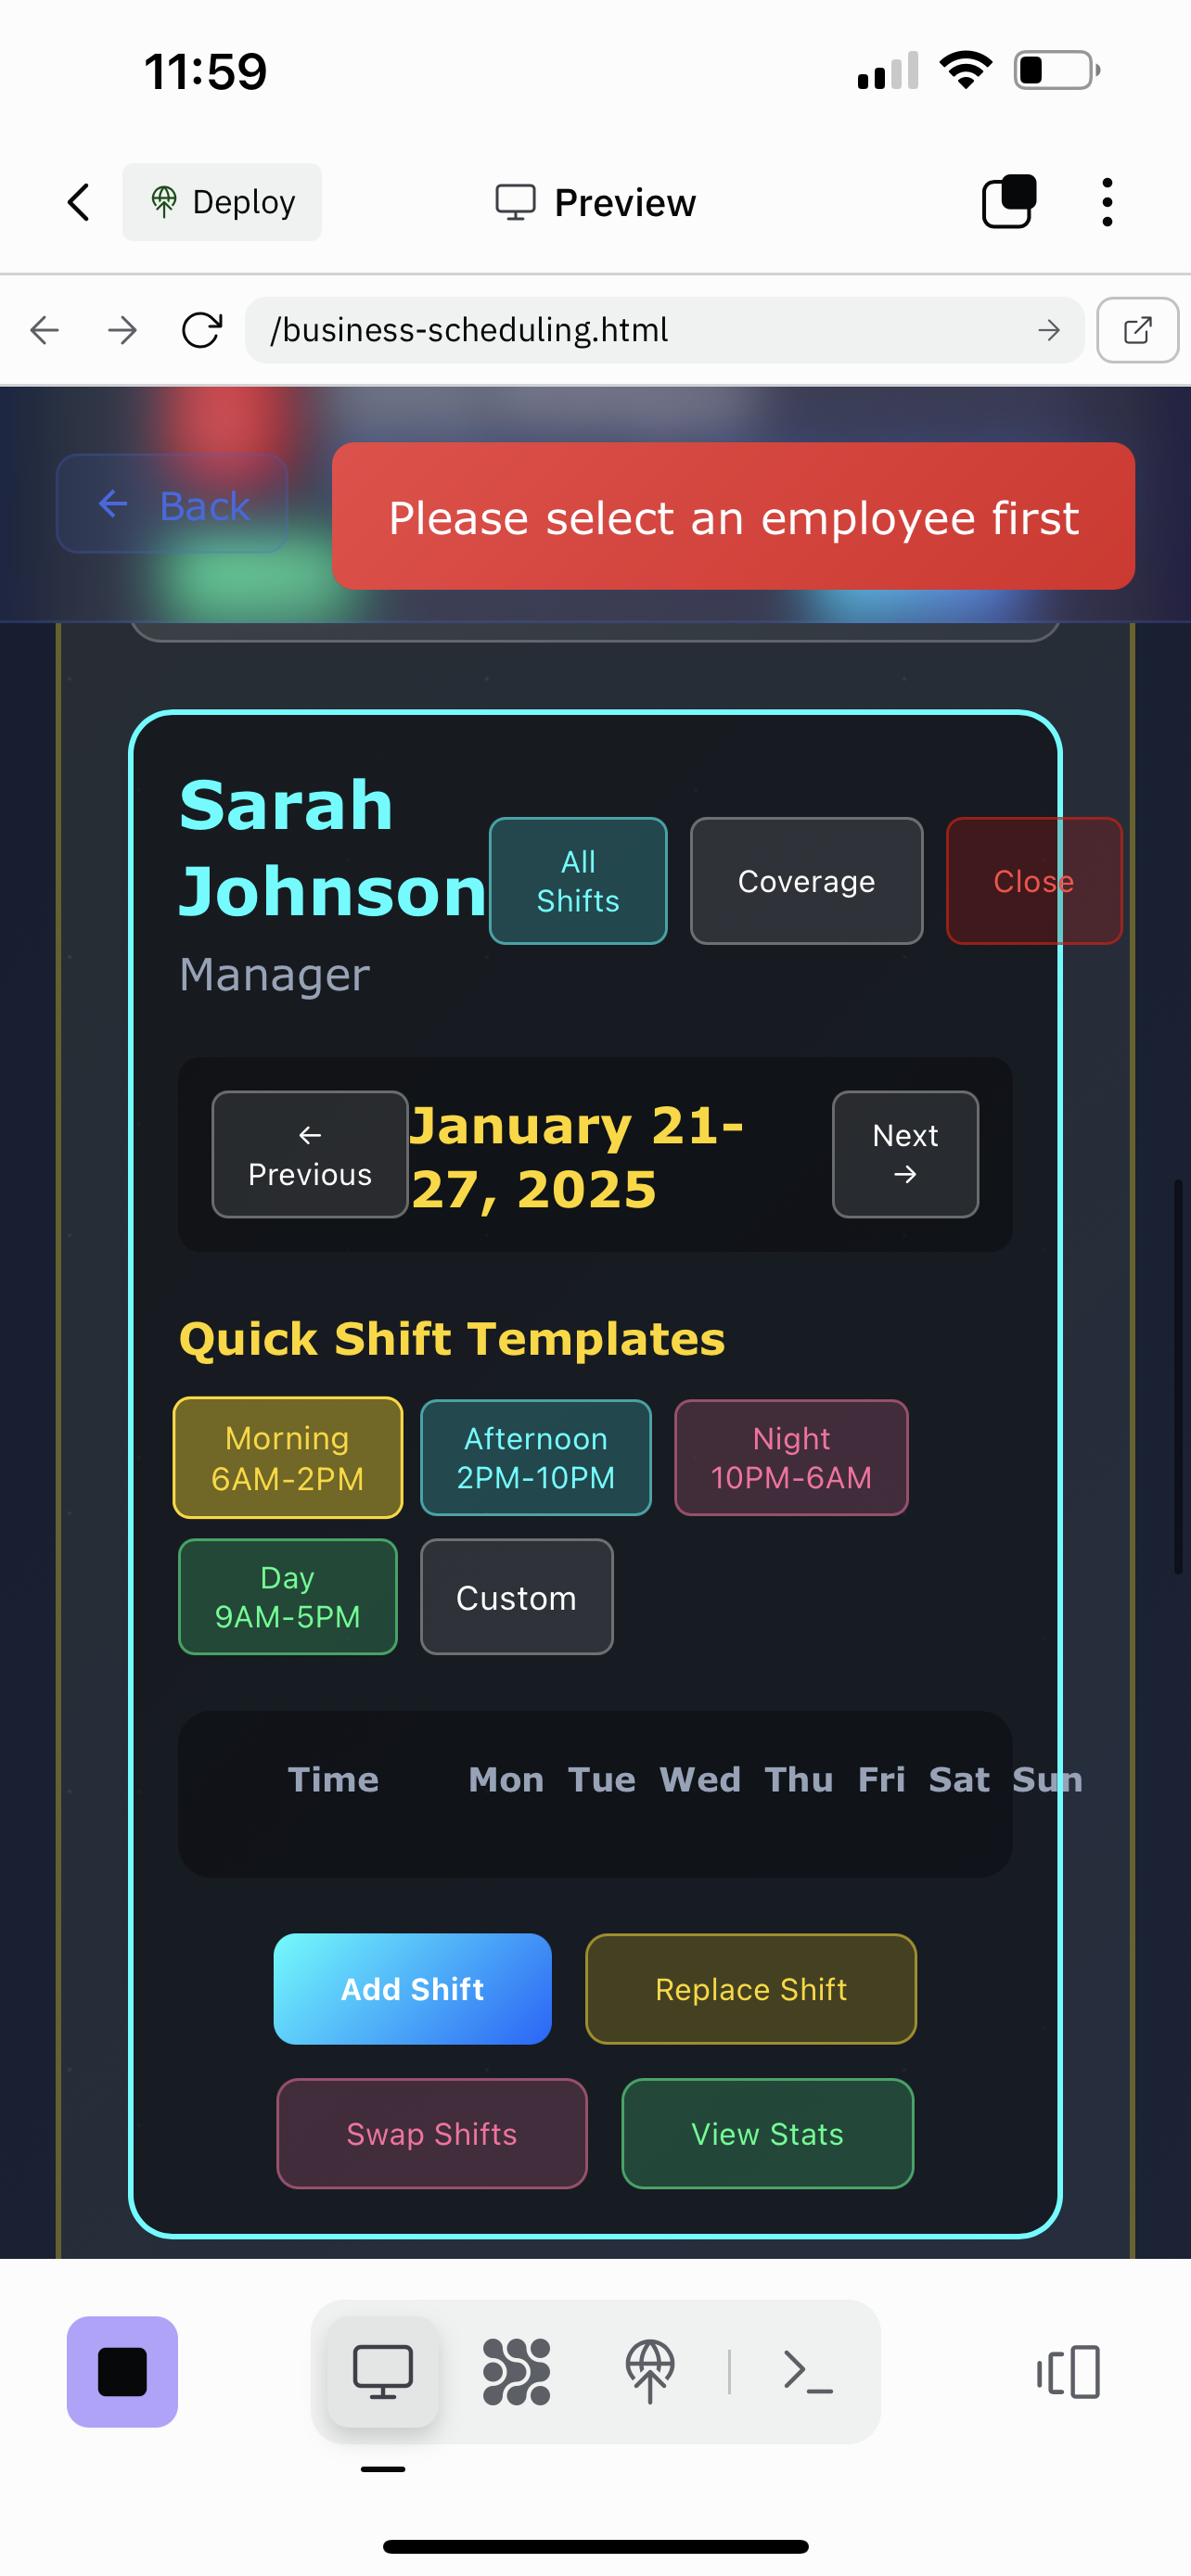 11:59
Deploy
Preview
/business-scheduling.html
← Back
Please select an employee first
Sarah
Johnson
Manager
All
Shifts
Coverage
Close
←
Previous
January 21-
27, 2025
Next
→
Quick Shift Templates
Morning
6AM-2PM
Afternoon
2PM-10PM
Night
10PM-6AM
Day
9AM-5PM
Custom
Time Mon Tue Wed Thu Fri Sat Sun
Add Shift
Replace Shift
Swap Shifts
View Stats